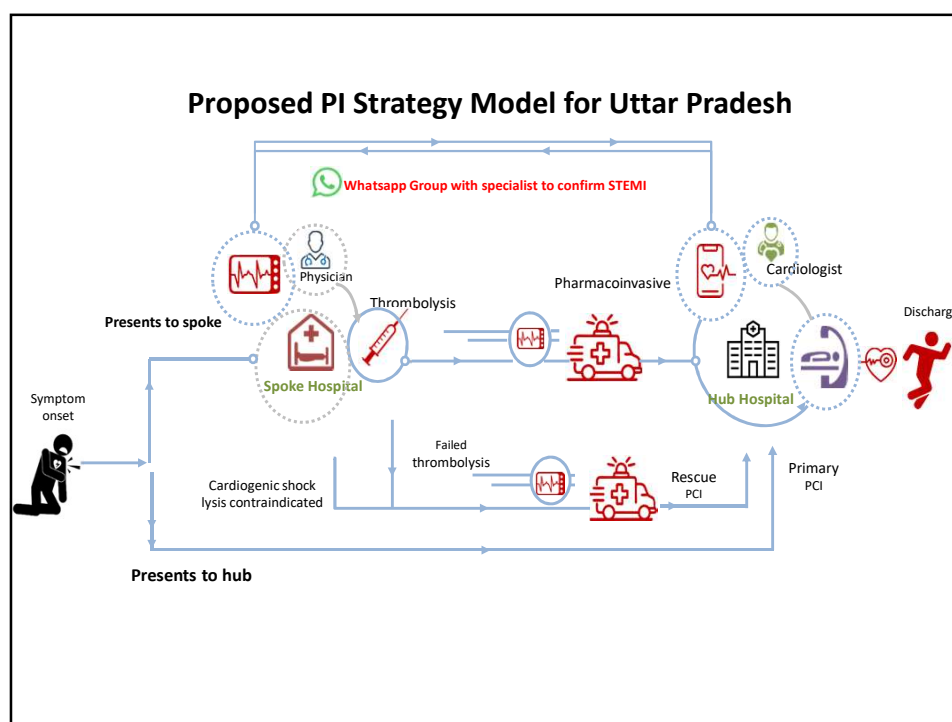 Proposed PI Strategy Model for Uttar Pradesh
Whatsapp Group with specialist to confirm STEMI
Physician
Cardiologist
Thrombolysis
Pharmacoinvasive
Presents to spoke
Discharg
Spoke Hospital
Hub Hospital
Symptom
onset
Failed
thrombolysis
Cardiogenic shock
lysis contraindicated
Rescue
PCI
Primary
PCI
Presents to hub